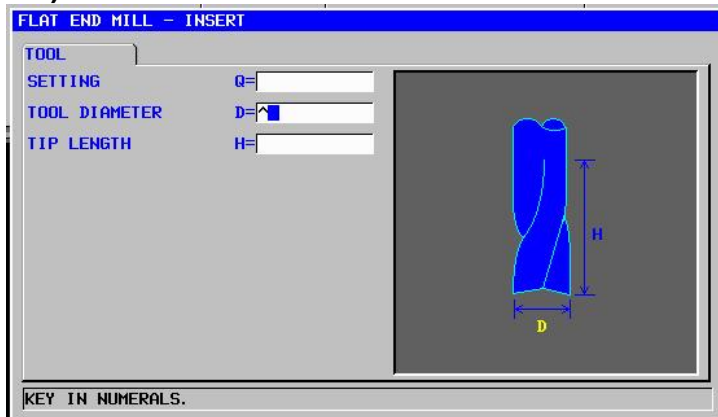 FLAT END MILL - INSERT
TOOL
SETTING Q=
TOOL DIAMETER D=^
TIP LENGTH H=
H
D
KEY IN NUMERALS.